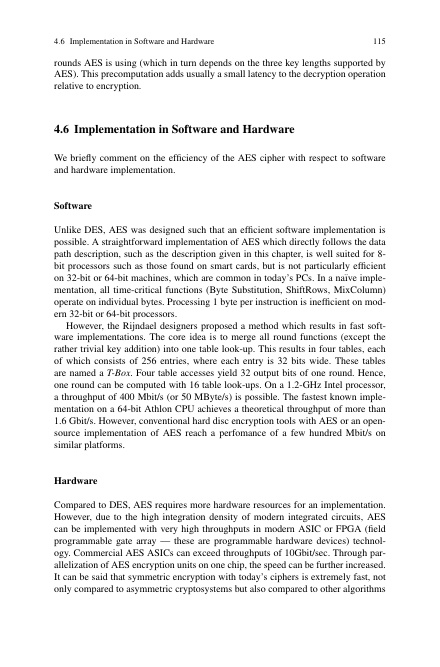 4.6 Implementation in Software and Hardware 115
rounds AES is using (which in turn depends on the three key lengths supported by
AES). This precomputation adds usually a small latency to the decryption operation
relative to encryption.
4.6 Implementation in Software and Hardware
We briefly comment on the efficiency of the AES cipher with respect to software
and hardware implementation.
Software
Unlike DES, AES was designed such that an efficient software implementation is
possible. A straightforward implementation of AES which directly follows the data
path description, such as the description given in this chapter, is well suited for 8-
bit processors such as those found on smart cards, but is not particularly efficient
on 32-bit or 64-bit machines, which are common in today's PCs. In a naïve imple-
mentation, all time-critical functions (Byte Substitution, ShiftRows, MixColumn)
operate on individual bytes. Processing 1 byte per instruction is inefficient on mod-
ern 32-bit or 64-bit processors.
However, the Rijndael designers proposed a method which results in fast soft-
ware implementations. The core idea is to merge all round functions (except the
rather trivial key addition) into one table look-up. This results in four tables, each
of which consists of 256 entries, where each entry is 32 bits wide. These tables
are named a T-Box. Four table accesses yield 32 output bits of one round. Hence,
one round can be computed with 16 table look-ups. On a 1.2-GHz Intel processor,
a throughput of 400 Mbit/s (or 50 MByte/s) is possible. The fastest known imple-
mentation on a 64-bit Athlon CPU achieves a theoretical throughput of more than
1.6 Gbit/s. However, conventional hard disc encryption tools with AES or an open-
source implementation of AES reach a perfomance of a few hundred Mbit/s on
similar platforms.
Hardware
Compared to DES, AES requires more hardware resources for an implementation.
However, due to the high integration density of modern integrated circuits, AES
can be implemented with very high throughputs in modern ASIC or FPGA (field
programmable gate array — these are programmable hardware devices) technol-
ogy. Commercial AES ASICs can exceed throughputs of 10Gbit/sec. Through par-
allelization of AES encryption units on one chip, the speed can be further increased.
It can be said that symmetric encryption with today's ciphers is extremely fast, not
only compared to asymmetric cryptosystems but also compared to other algorithms